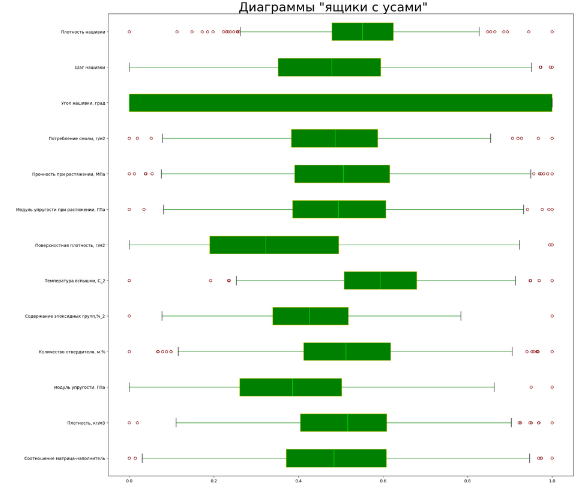 Диаграммы "ящики с усами"
Плотность нашивки
Шаг нашивки
Угол нашивки, град
Потребление смолы, г/м2
Прочность при растяжении, МПа
Модуль упругости при растяжении, ГПа
Поверхностная плотность, г/м2
Температура вспышки, С_2
Содержание эпоксидных групп,%_2
Количество отвердителя, м.%
Модуль упругости, ГПа
Плотность, кг/м3
Соотношение матрица-наполнитель
0.0 0.2 0.4 0.6 0.8 1.0